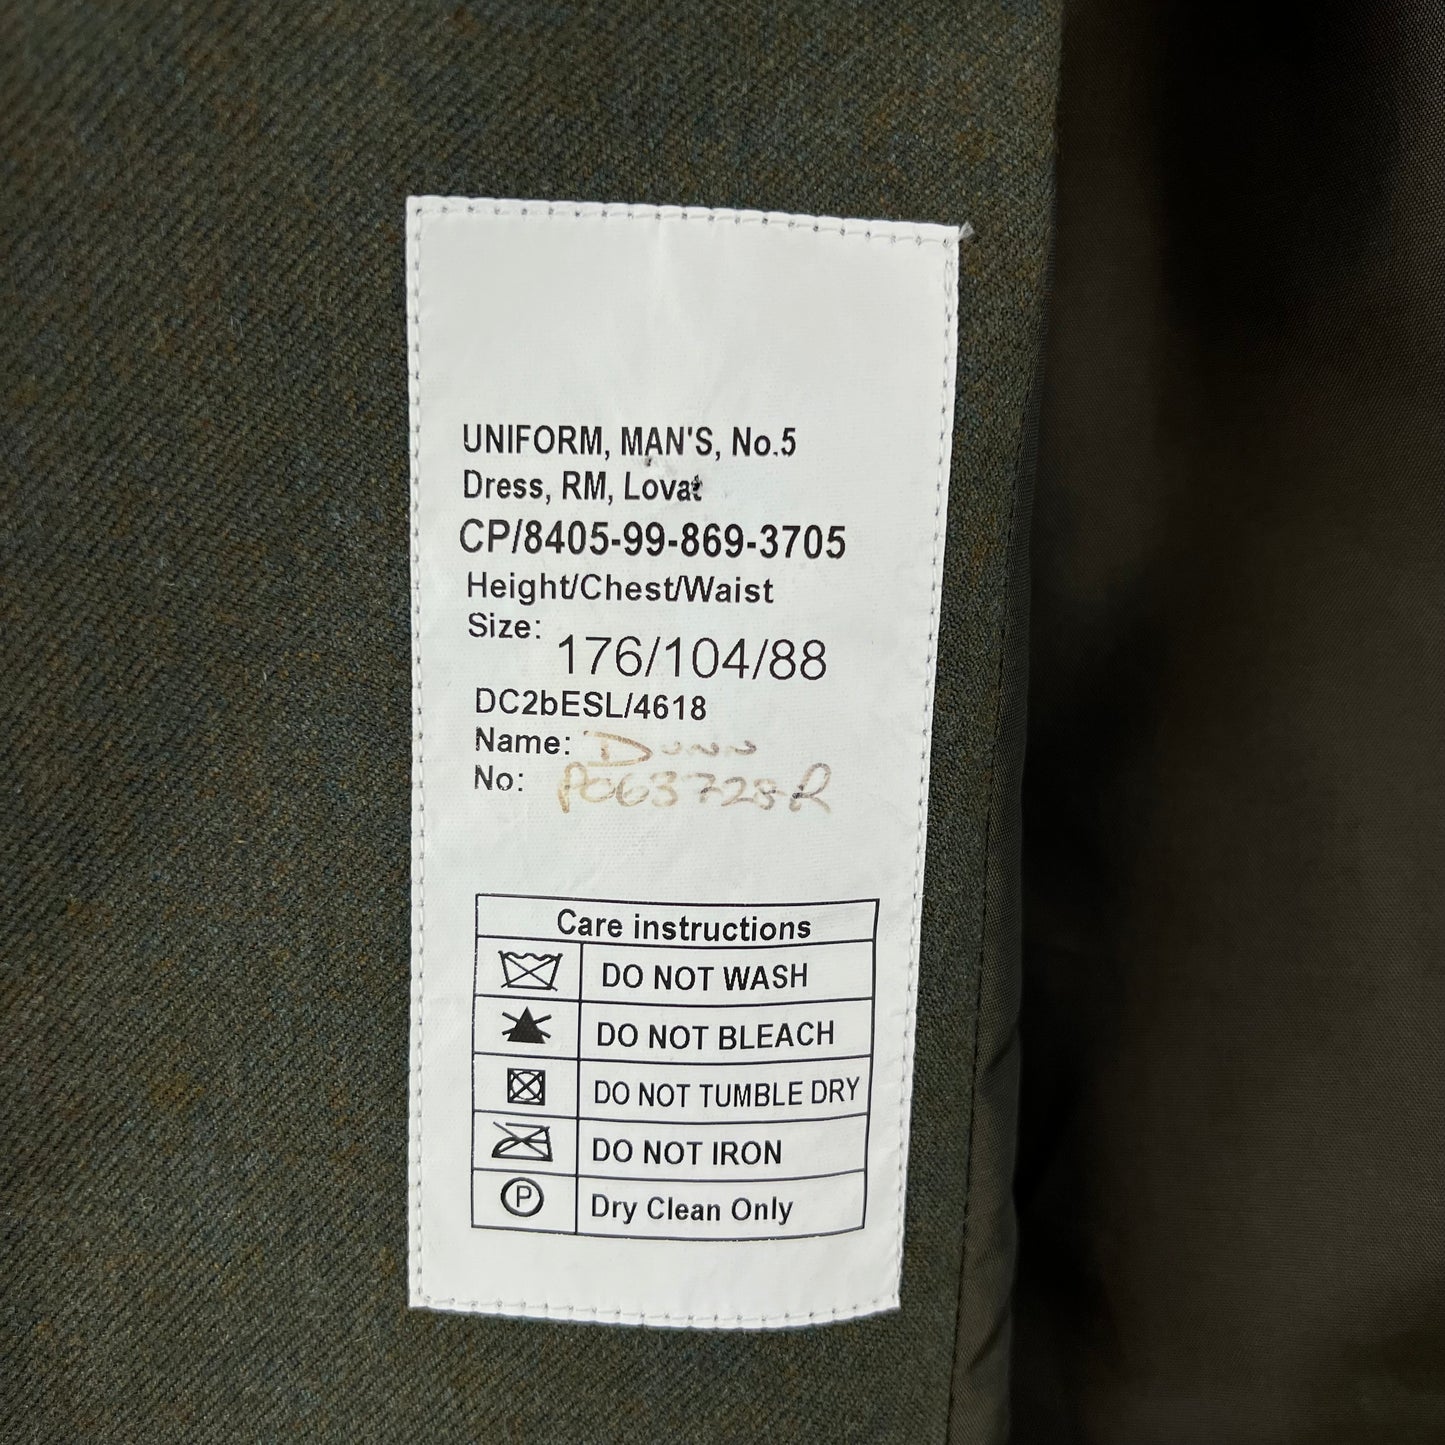 UNIFORM, MAN'S, No.5
Dress, RM, Lovat
CP/8405-99-869-3705
Height/Chest/Waist
Size: 176/104/88
DC2bESL/4618
Name: Dunn
No: P063728R
Care instructions
DO NOT WASH
DO NOT BLEACH
DO NOT TUMBLE DRY
DO NOT IRON
P Dry Clean Only